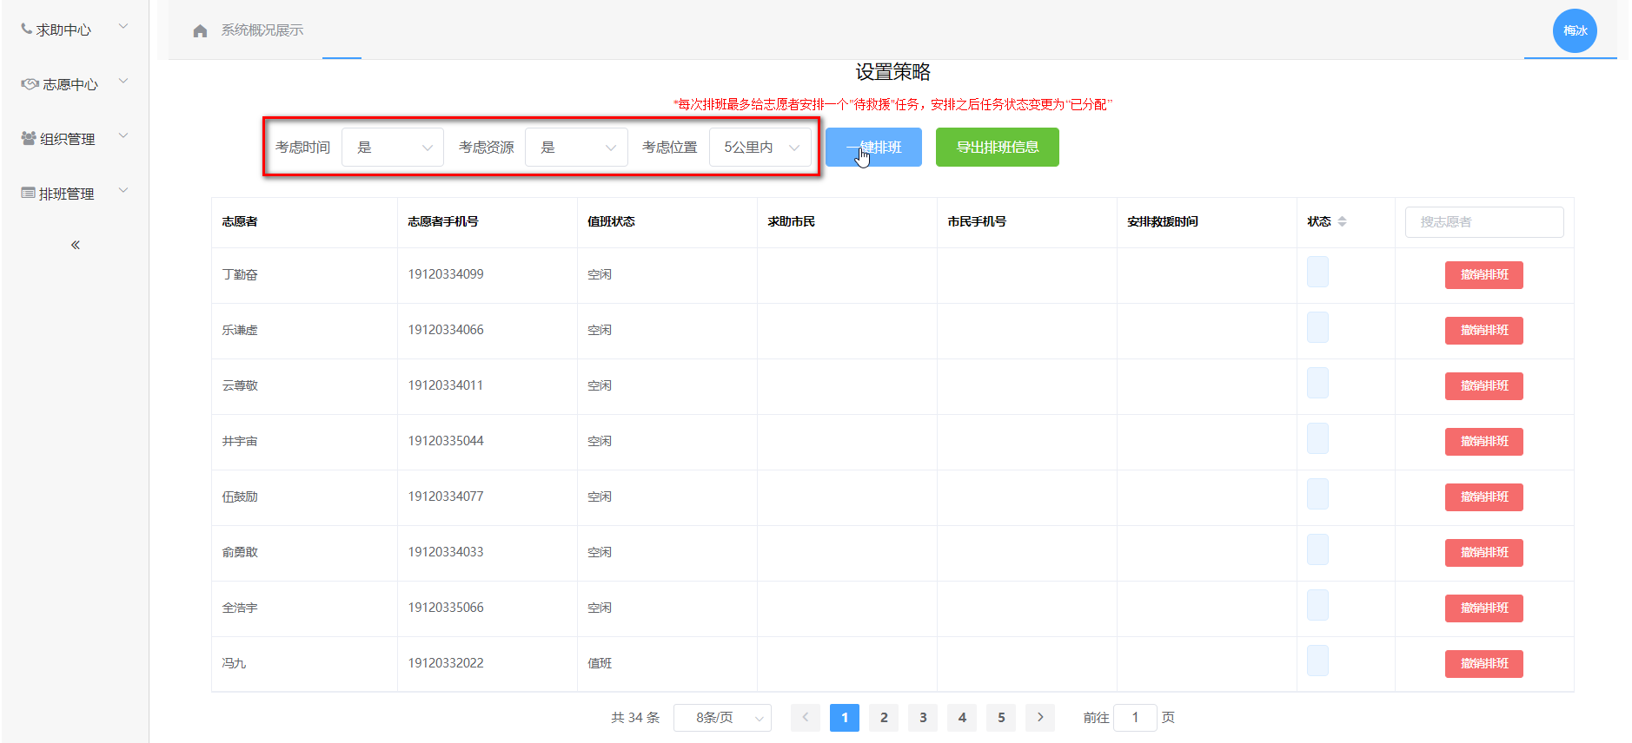 求助中心
志愿中心
组织管理
排班管理
系统概况展示
梅冰
设置策略
*每次排班最多给志愿者安排一个"待救援"任务，安排之后任务状态变更为"已分配"
考虑时间 是 考虑资源 是 考虑位置 5公里内 一键排班 导出排班信息
志愿者 志愿者手机号 值班状态 求助市民 市民手机号 安排救援时间 状态 搜志愿者
丁勤奋 19120334099 空闲 撤销排班
乐谦虚 19120334066 空闲 撤销排班
云尊敬 19120334011 空闲 撤销排班
井宇宙 19120335044 空闲 撤销排班
伍鼓励 19120334077 空闲 撤销排班
俞勇敢 19120334033 空闲 撤销排班
全浩宇 19120335066 空闲 撤销排班
冯九 19120332022 值班 撤销排班
共 34 条 8条/页 1 2 3 4 5 前往 1 页